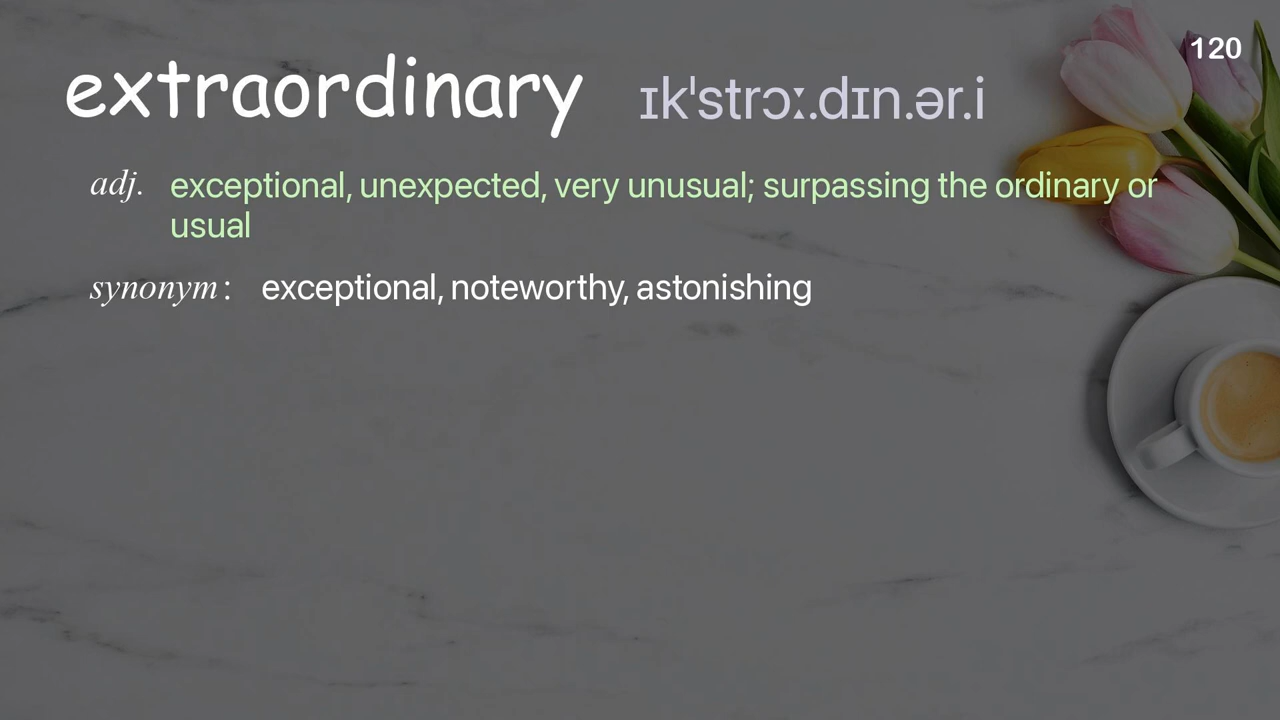 120
extraordinary ɪkˈstrɔː.dɪn.ər.i
adj. exceptional, unexpected, very unusual; surpassing the ordinary or
usual
synonym: exceptional, noteworthy, astonishing